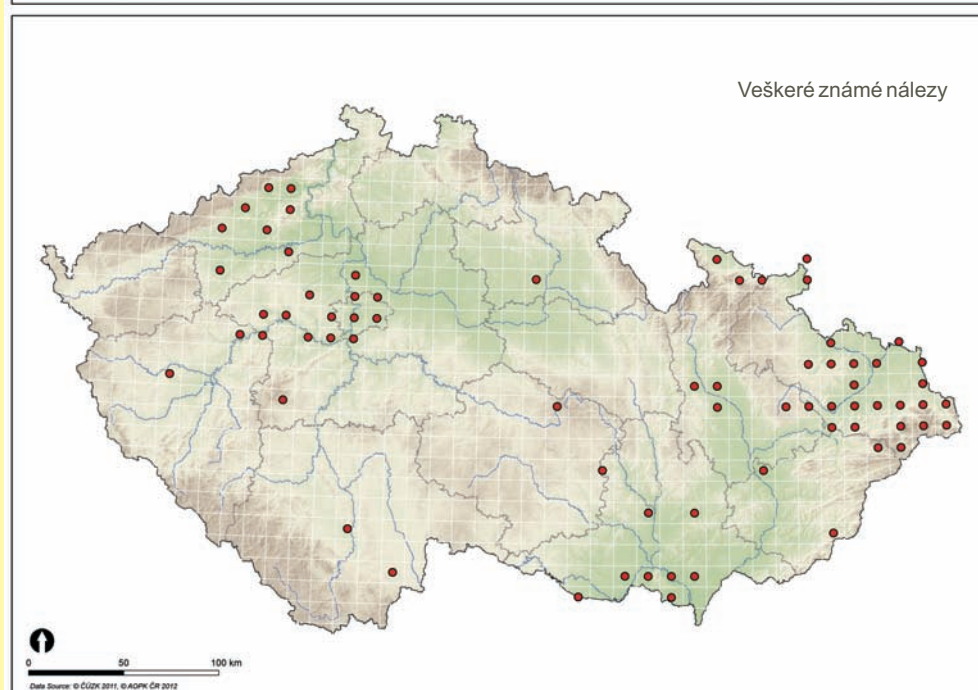 Veškeré známé nálezy
0 50 100 km
Data Source: © ČÚZK 2011, © AOPK ČR 2012